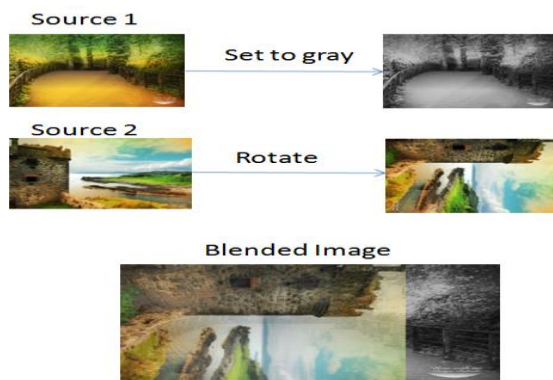 Source 1
Set to gray
Source 2
Rotate
Blended Image